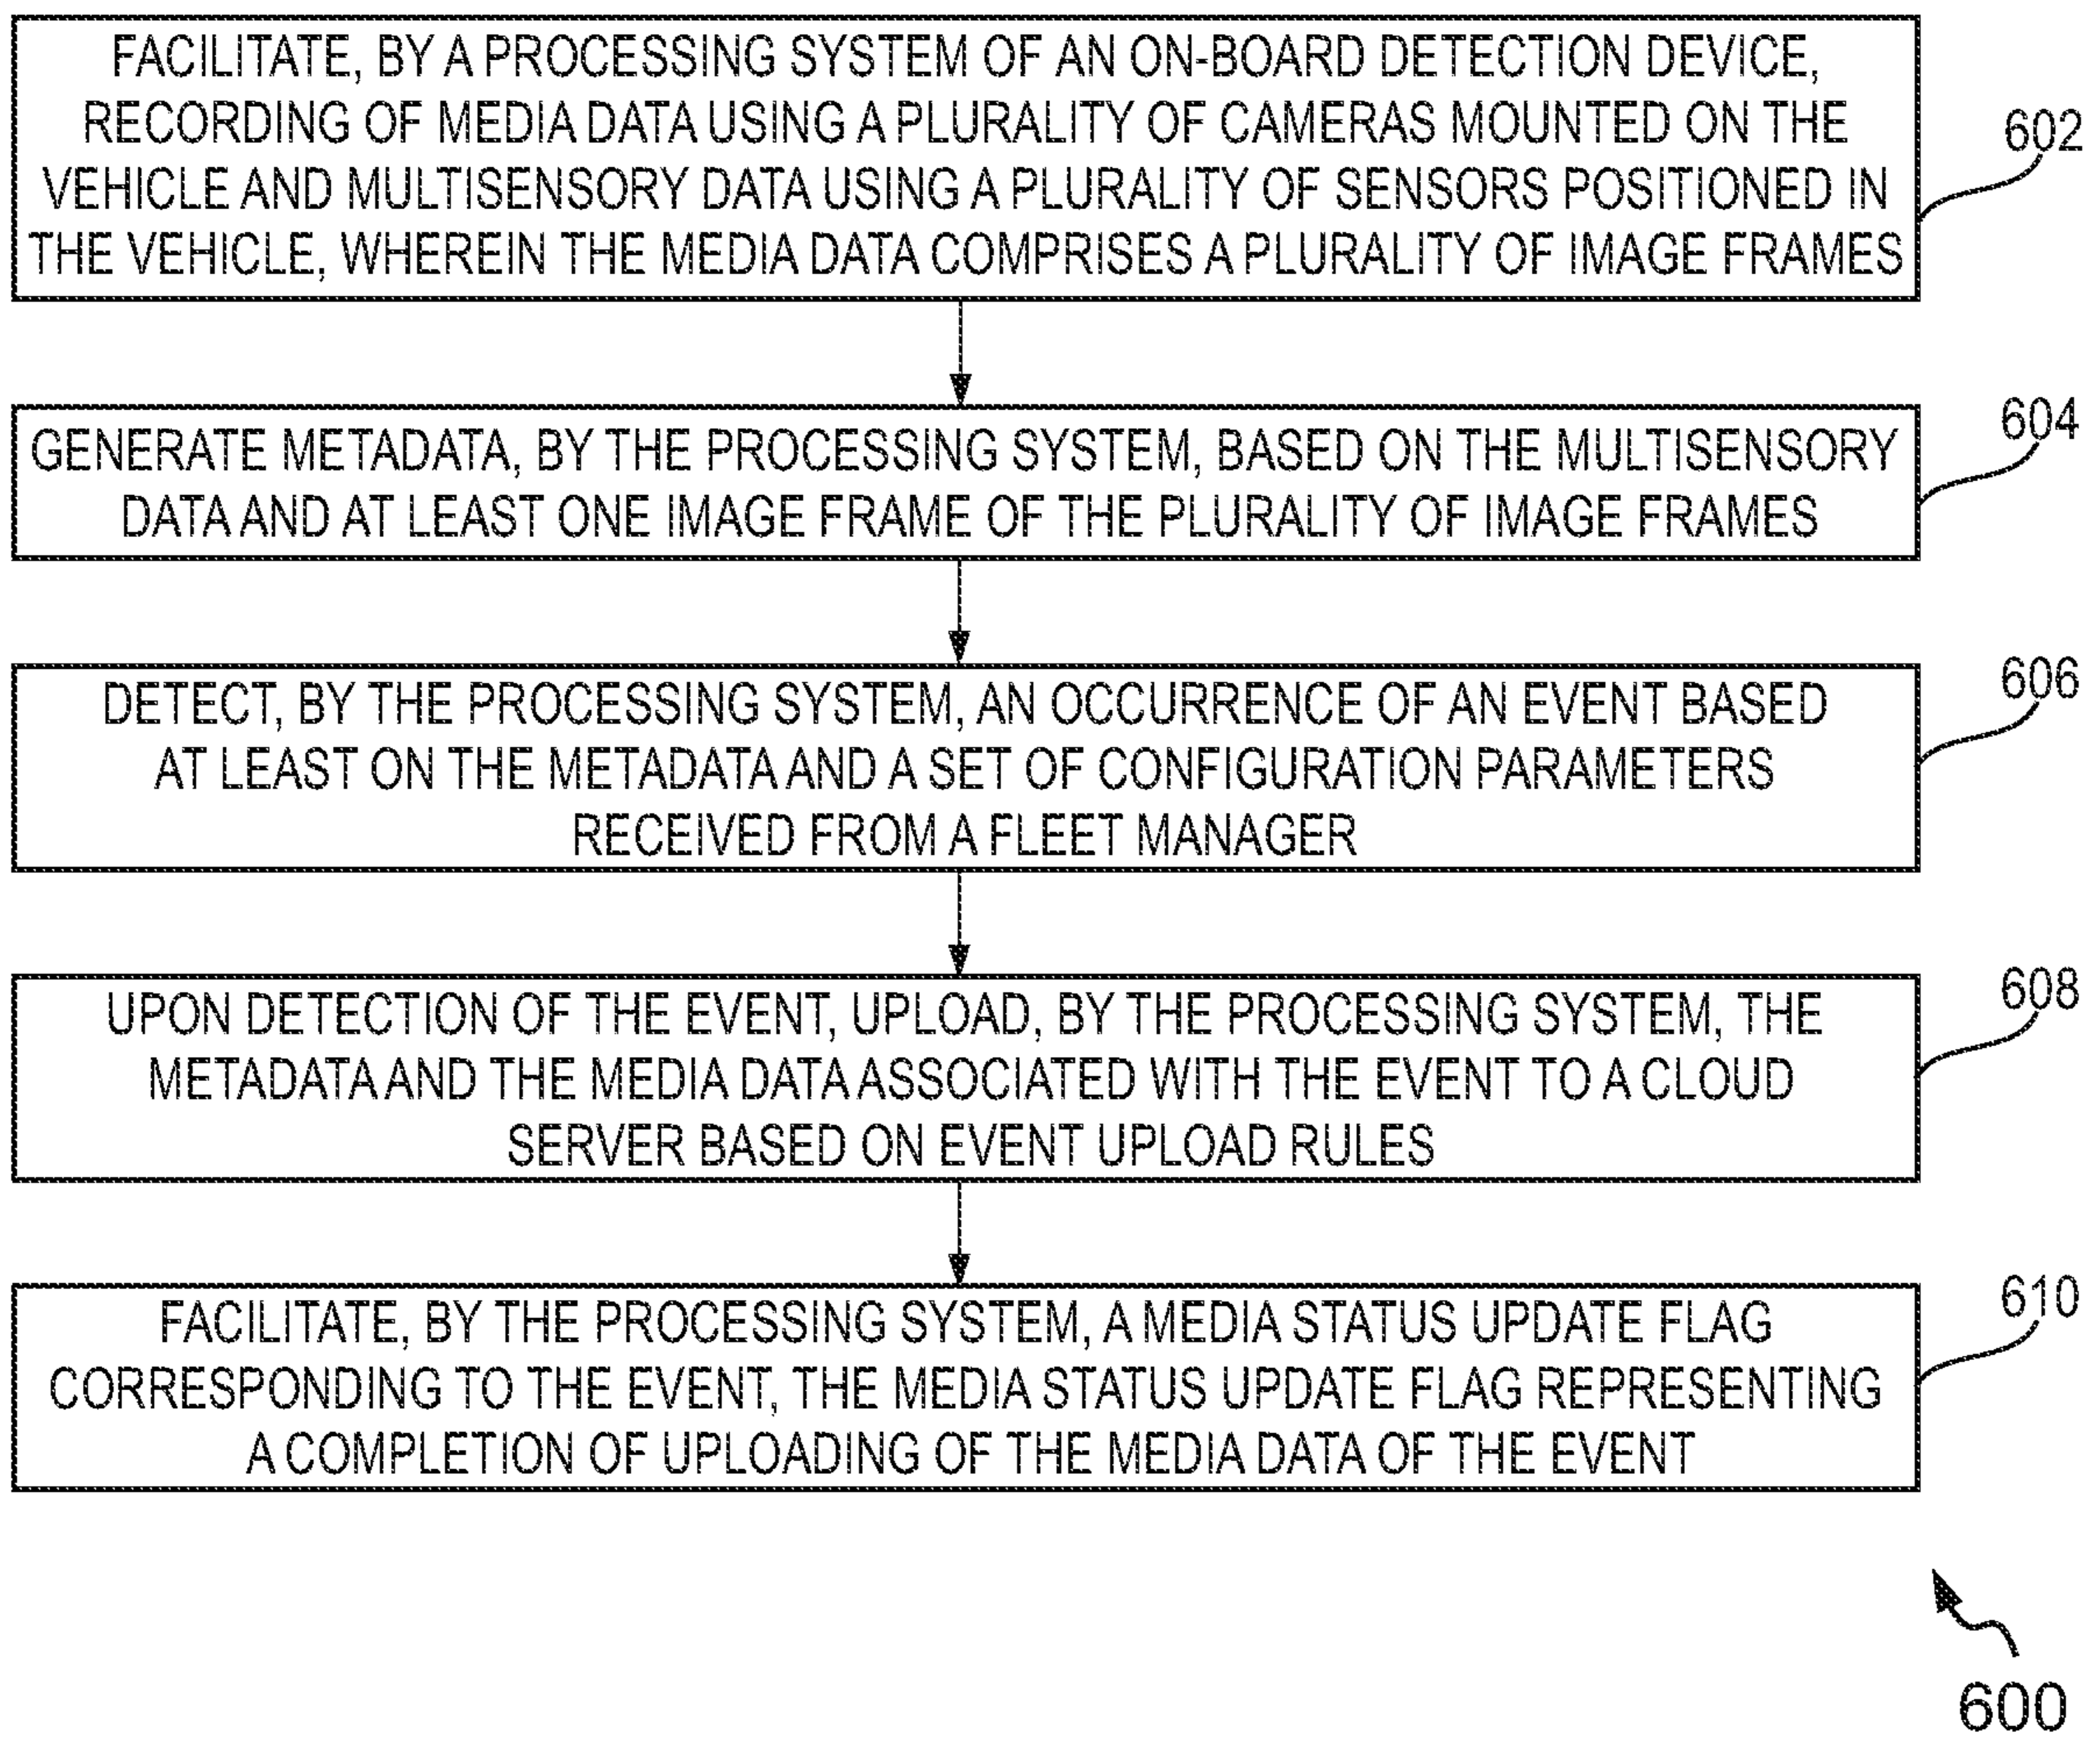 FACILITATE, BY A PROCESSING SYSTEM OF AN ON-BOARD DETECTION DEVICE,
RECORDING OF MEDIA DATA USING A PLURALITY OF CAMERAS MOUNTED ON THE
VEHICLE AND MULTISENSORY DATA USING A PLURALITY OF SENSORS POSITIONED IN
THE VEHICLE, WHEREIN THE MEDIA DATA COMPRISES A PLURALITY OF IMAGE FRAMES
602
GENERATE METADATA, BY THE PROCESSING SYSTEM, BASED ON THE MULTISENSORY
DATA AND AT LEAST ONE IMAGE FRAME OF THE PLURALITY OF IMAGE FRAMES
604
DETECT, BY THE PROCESSING SYSTEM, AN OCCURRENCE OF AN EVENT BASED
AT LEAST ON THE METADATA AND A SET OF CONFIGURATION PARAMETERS
RECEIVED FROM A FLEET MANAGER
606
UPON DETECTION OF THE EVENT, UPLOAD, BY THE PROCESSING SYSTEM, THE
METADATA AND THE MEDIA DATA ASSOCIATED WITH THE EVENT TO A CLOUD
SERVER BASED ON EVENT UPLOAD RULES
608
FACILITATE, BY THE PROCESSING SYSTEM, A MEDIA STATUS UPDATE FLAG
CORRESPONDING TO THE EVENT, THE MEDIA STATUS UPDATE FLAG REPRESENTING
A COMPLETION OF UPLOADING OF THE MEDIA DATA OF THE EVENT
610
600